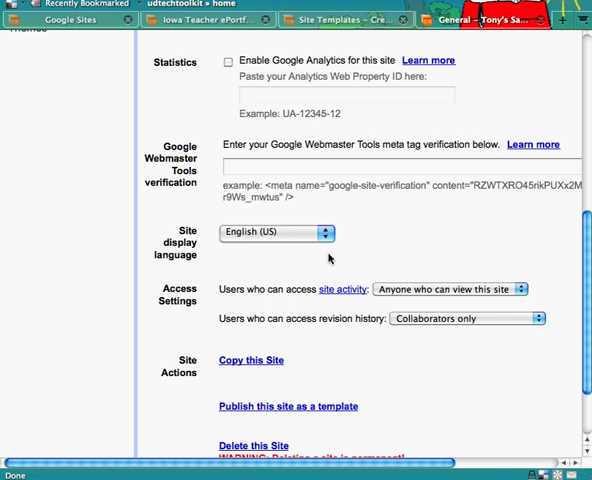 Recently Bookmarked
udtechtoolkit » home
Google Sites
Iowa Teacher ePortf...
Site Templates – Cre...
General – Tony's Sa...
Statistics
Enable Google Analytics for this site Learn more
Paste your Analytics Web Property ID here:
Example: UA-12345-12
Google Webmaster Tools verification
Enter your Google Webmaster Tools meta tag verification below. Learn more
example: <meta name="google-site-verification" content="RZWTXRO45rikPUXx2M
r9Ws_mwtus" />
Site display language
English (US)
Access Settings
Users who can access site activity: Anyone who can view this site
Users who can access revision history: Collaborators only
Site Actions
Copy this Site
Publish this site as a template
Delete this Site
WARNING: Deleting a site is permanent!
Done